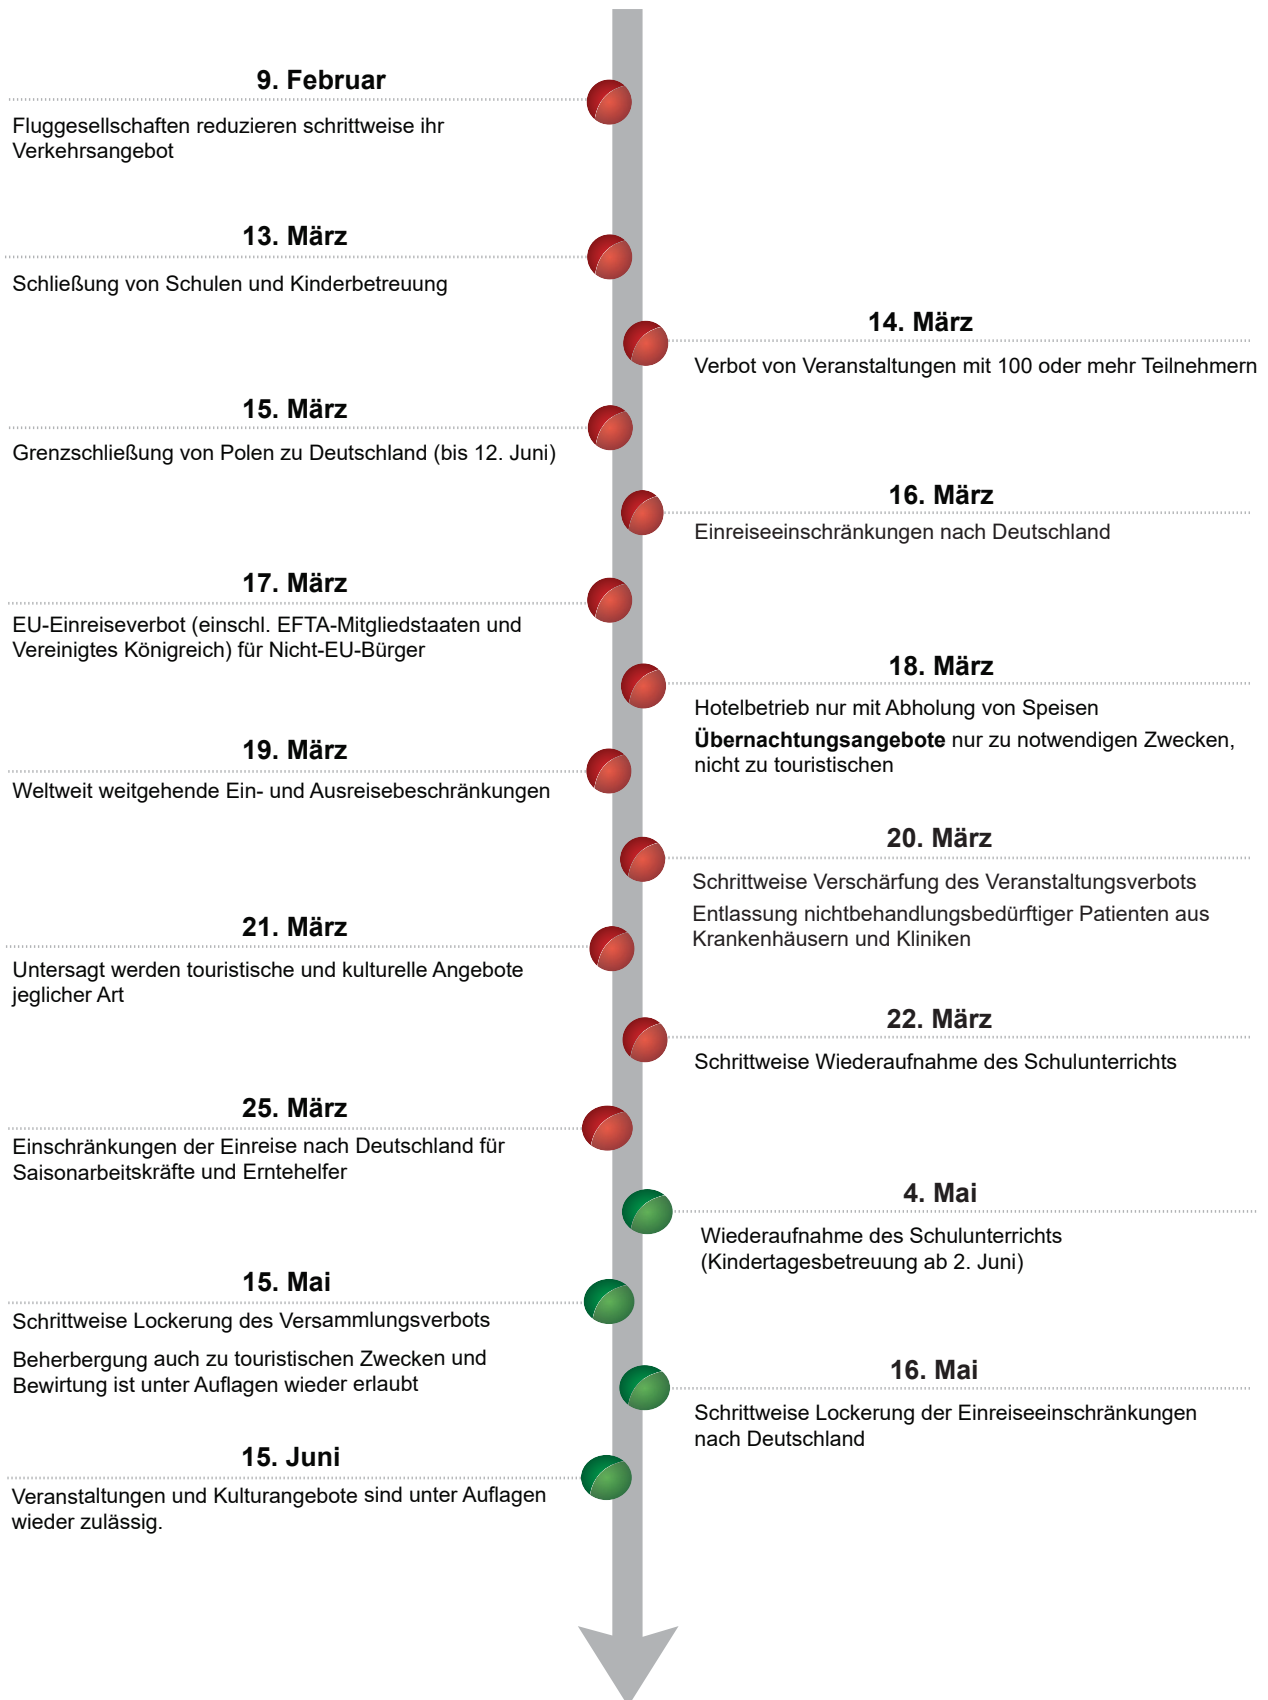 9. Februar
Fluggesellschaften reduzieren schrittweise ihr
Verkehrsangebot
13. März
Schließung von Schulen und Kinderbetreuung
14. März
Verbot von Veranstaltungen mit 100 oder mehr Teilnehmern
15. März
Grenzschließung von Polen zu Deutschland (bis 12. Juni)
16. März
Einreiseeinschränkungen nach Deutschland
17. März
EU-Einreiseverbot (einschl. EFTA-Mitgliedstaaten und
Vereinigtes Königreich) für Nicht-EU-Bürger
18. März
Hotelbetrieb nur mit Abholung von Speisen
Übernachtungsangebote nur zu notwendigen Zwecken,
nicht zu touristischen
19. März
Weltweit weitgehende Ein- und Ausreisebeschränkungen
20. März
Schrittweise Verschärfung des Veranstaltungsverbots
Entlassung nichtbehandlungsbedürftiger Patienten aus
Krankenhäusern und Kliniken
21. März
Untersagt werden touristische und kulturelle Angebote
jeglicher Art
22. März
Schrittweise Wiederaufnahme des Schulunterrichts
25. März
Einschränkungen der Einreise nach Deutschland für
Saisonarbeitskräfte und Erntehelfer
4. Mai
Wiederaufnahme des Schulunterrichts
(Kindertagesbetreuung ab 2. Juni)
15. Mai
Schrittweise Lockerung des Versammlungsverbots
Beherbergung auch zu touristischen Zwecken und
Bewirtung ist unter Auflagen wieder erlaubt
16. Mai
Schrittweise Lockerung der Einreiseeinschränkungen
nach Deutschland
15. Juni
Veranstaltungen und Kulturangebote sind unter Auflagen
wieder zulässig.